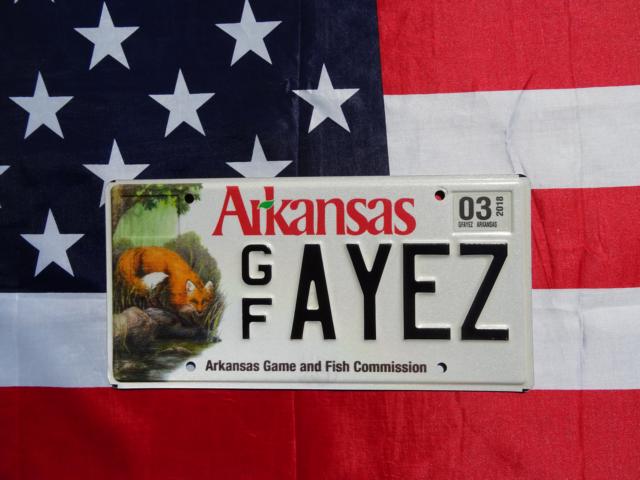 Arkansas
03
2018
GFAYEZ ARKANSAS
GF AYEZ
Arkansas Game and Fish Commission